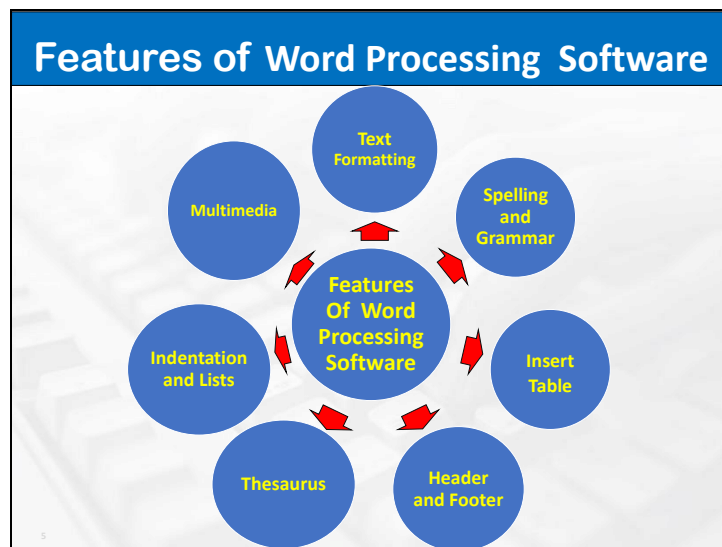 Features of Word Processing Software
Text
Formatting
Spelling
and
Grammar
Insert
Table
Header
and Footer
Thesaurus
Indentation
and Lists
Multimedia
Features
Of Word
Processing
Software
5